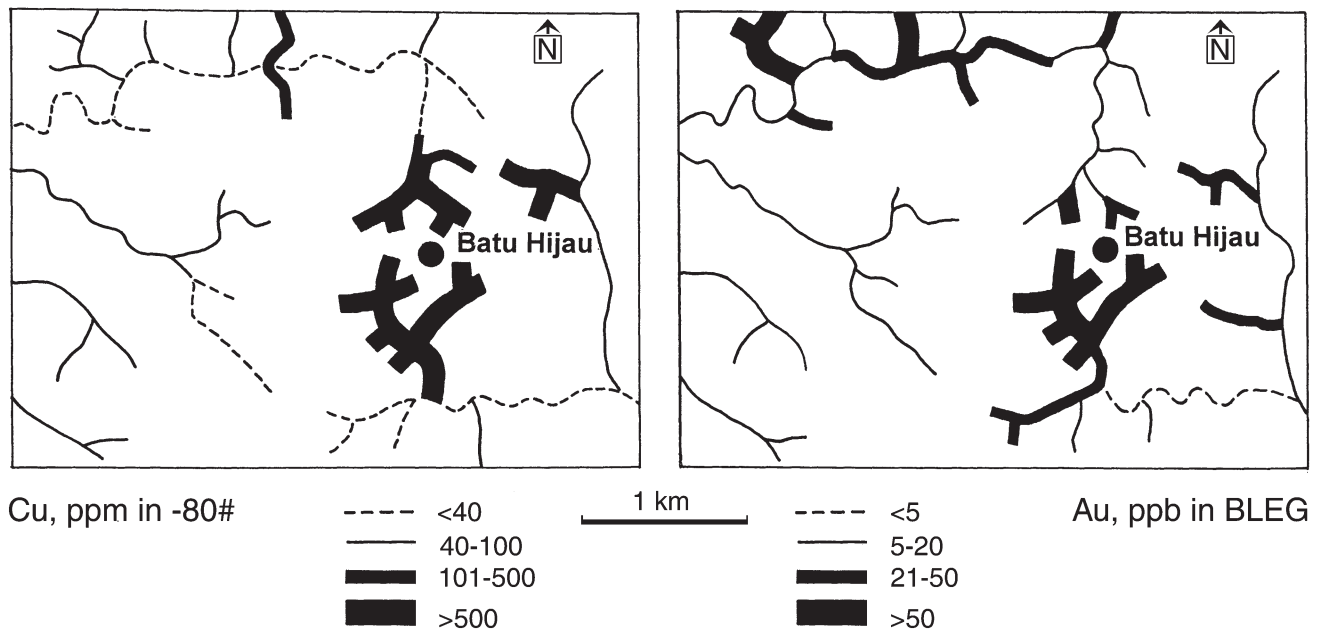 N
N
Batu Hijau
Batu Hijau
Cu, ppm in -80#
<40
40-100
101-500
>500
1 km
<5
5-20
21-50
>50
Au, ppb in BLEG